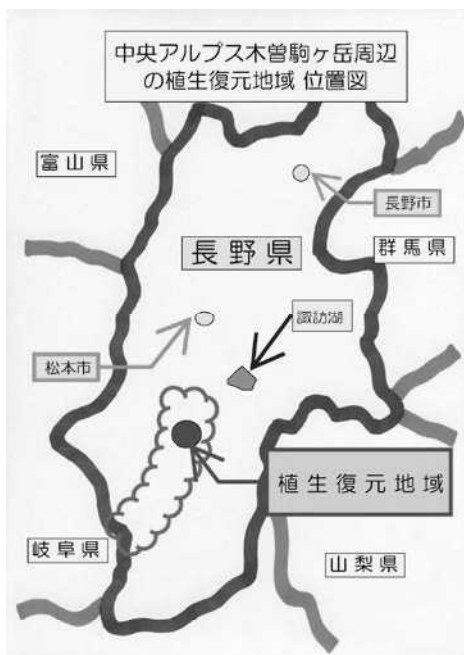 中央アルプス木曽駒ヶ岳周辺
の植生復元地域 位置図
富山県
長野市
群馬県
長野県
諏訪湖
松本市
植生復元地域
岐阜県
山梨県